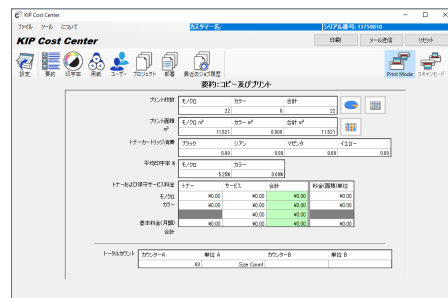 KIP Cost Center
ファイル ツール について
カスタマー名:
シリアル番号: 13759010
KIP Cost Center
印刷 メール送信 リセット
設定 要約 印字率 用紙 ユーザー プロジェクト 部署 最近のジョブ履歴 Print Mode スキャンモード
要約:コピー及びプリント
プリント枚数 モノクロ カラー 合計
22 0 22
プリント面積 モノクロ m² カラー m² 合計 m²
m² 11.521 0.000 11.521
トナーカートリッジ消費 ブラック シアン マゼンタ イエロー
0.00 0.00 0.00 0.00
平均印字率 % モノクロ カラー
5.25% 0.00%
トナーおよび保守サービス料金 トナー サービス 合計 料金(面積)単位
モノクロ ¥0.00 ¥0.00 ¥0.00 ¥0.00
カラー ¥0.00 ¥0.00 ¥0.00 ¥0.00
¥0.00 ¥0.00
基本料金(月額) ¥0.00 ¥0.00 ¥0.00
合計
トータルカウント カウンターA 単位 A カウンターB 単位 B
60 Size Count